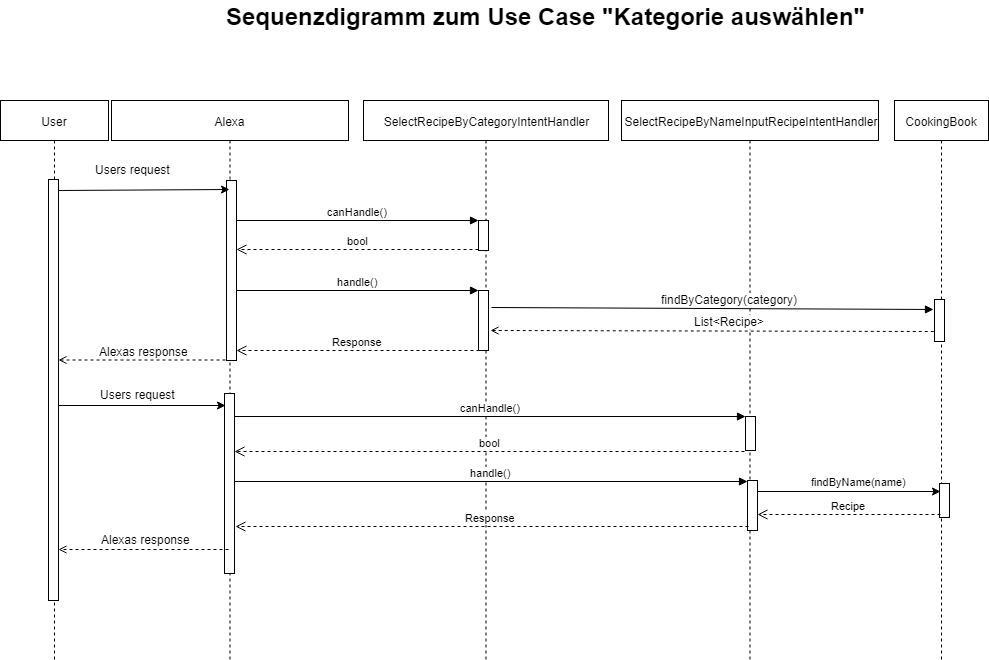 Sequenzdigramm zum Use Case "Kategorie auswählen"
User
Alexa
SelectRecipeByCategoryIntentHandler
SelectRecipeByNameInputRecipeIntentHandler
CookingBook
Users request
canHandle()
bool
handle()
findByCategory(category)
List<Recipe>
Response
Alexas response
Users request
canHandle()
bool
handle()
findByName(name)
Recipe
Response
Alexas response